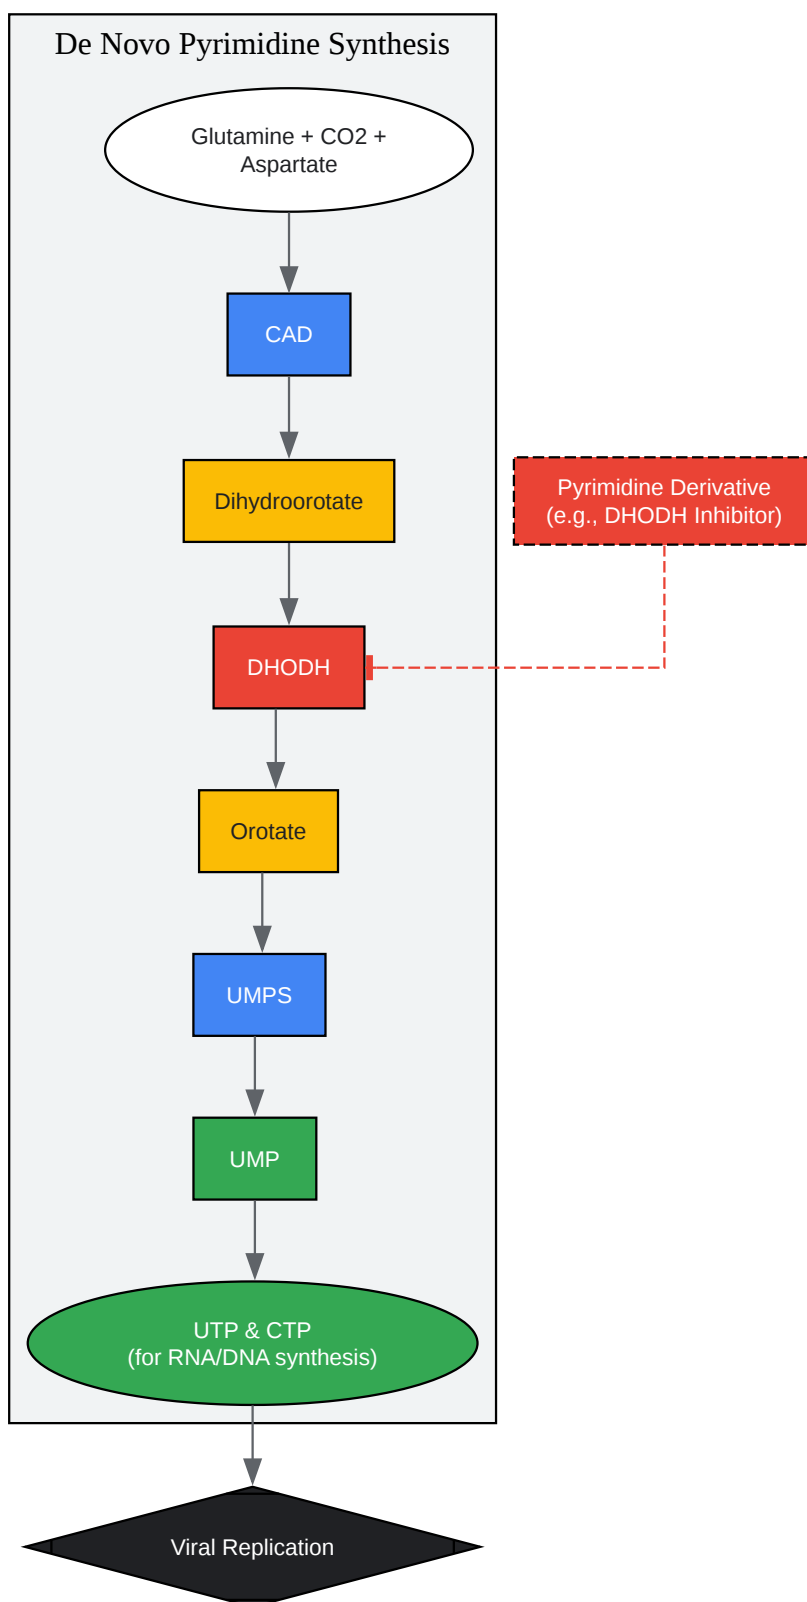 De Novo Pyrimidine Synthesis
Glutamine + CO2 +
Aspartate
CAD
Dihydroorotate
Pyrimidine Derivative
(e.g., DHODH Inhibitor)
DHODH
Orotate
UMPS
UMP
UTP & CTP
(for RNA/DNA synthesis)
Viral Replication